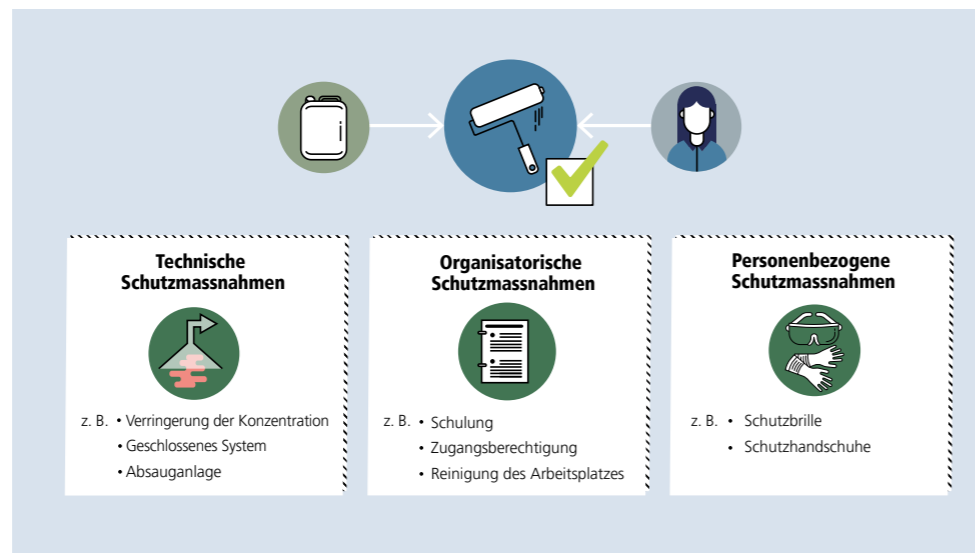 Technische
Schutzmassnahmen
z. B. • Verringerung der Konzentration
• Geschlossenes System
• Absauganlage
Organisatorische
Schutzmassnahmen
z. B. • Schulung
• Zugangsberechtigung
• Reinigung des Arbeitsplatzes
Personenbezogene
Schutzmassnahmen
z. B. • Schutzbrille
• Schutzhandschuhe